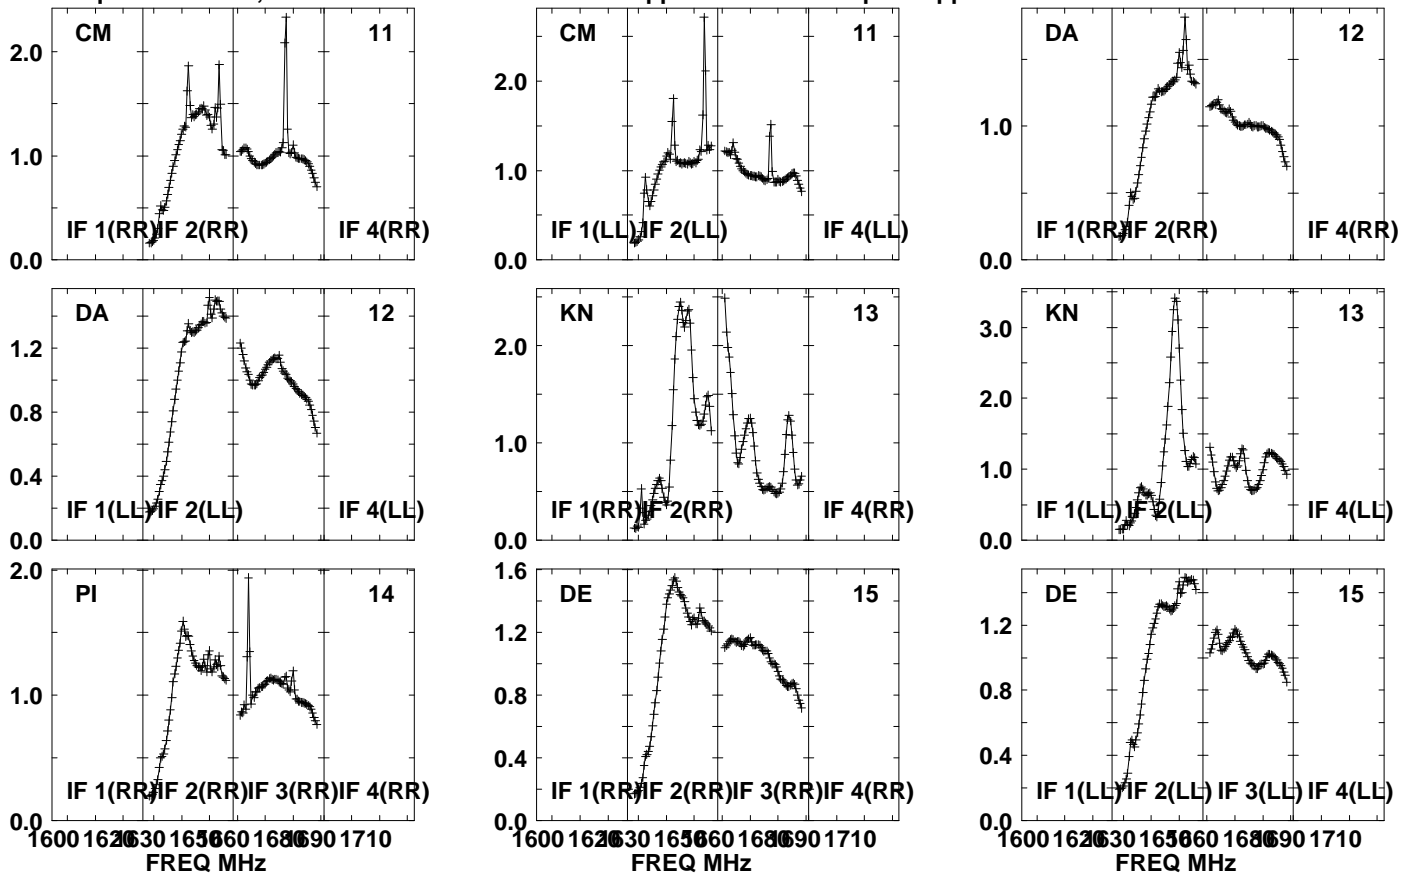 CM 11
2.0
1.0
0.0
IF 1(RR) IF 2(RR) IF 4(RR)
CM 11
2.0
1.0
0.0
IF 1(LL) IF 2(LL) IF 4(LL)
DA 12
1.0
0.0
IF 1(RR) IF 2(RR) IF 4(RR)
DA 12
1.2
0.8
0.4
0.0
IF 1(LL) IF 2(LL) IF 4(LL)
KN 13
2.0
1.0
0.0
IF 1(RR) IF 2(RR) IF 4(RR)
KN 13
3.0
2.0
1.0
0.0
IF 1(LL) IF 2(LL) IF 4(LL)
PI 14
2.0
1.0
0.0
IF 1(RR) IF 2(RR) IF 3(RR) IF 4(RR)
1600 1620 1630 1650 1660 1680 1690 1710
FREQ MHz
DE 15
1.6
1.2
0.8
0.4
0.0
IF 1(RR) IF 2(RR) IF 3(RR) IF 4(RR)
1600 1620 1630 1650 1660 1680 1690 1710
FREQ MHz
DE 15
1.2
0.8
0.4
0.0
IF 1(LL) IF 2(LL) IF 3(LL) IF 4(LL)
1600 1620 1630 1650 1660 1680 1690 1710
FREQ MHz